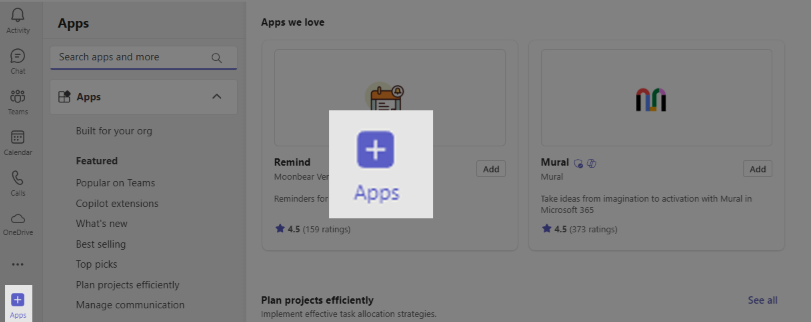 Activity
Chat
Teams
Calendar
Calls
OneDrive
Apps
Apps
Search apps and more
Apps
Built for your org
Featured
Popular on Teams
Copilot extensions
What's new
Best selling
Top picks
Plan projects efficiently
Manage communication
Apps we love
Remind
Moonbear Ver
Add
Reminders for
4.5 (159 ratings)
Apps
Mural
Mural
Add
Take ideas from imagination to activation with Mural in
Microsoft 365
4.5 (373 ratings)
Plan projects efficiently
See all
Implement effective task allocation strategies.